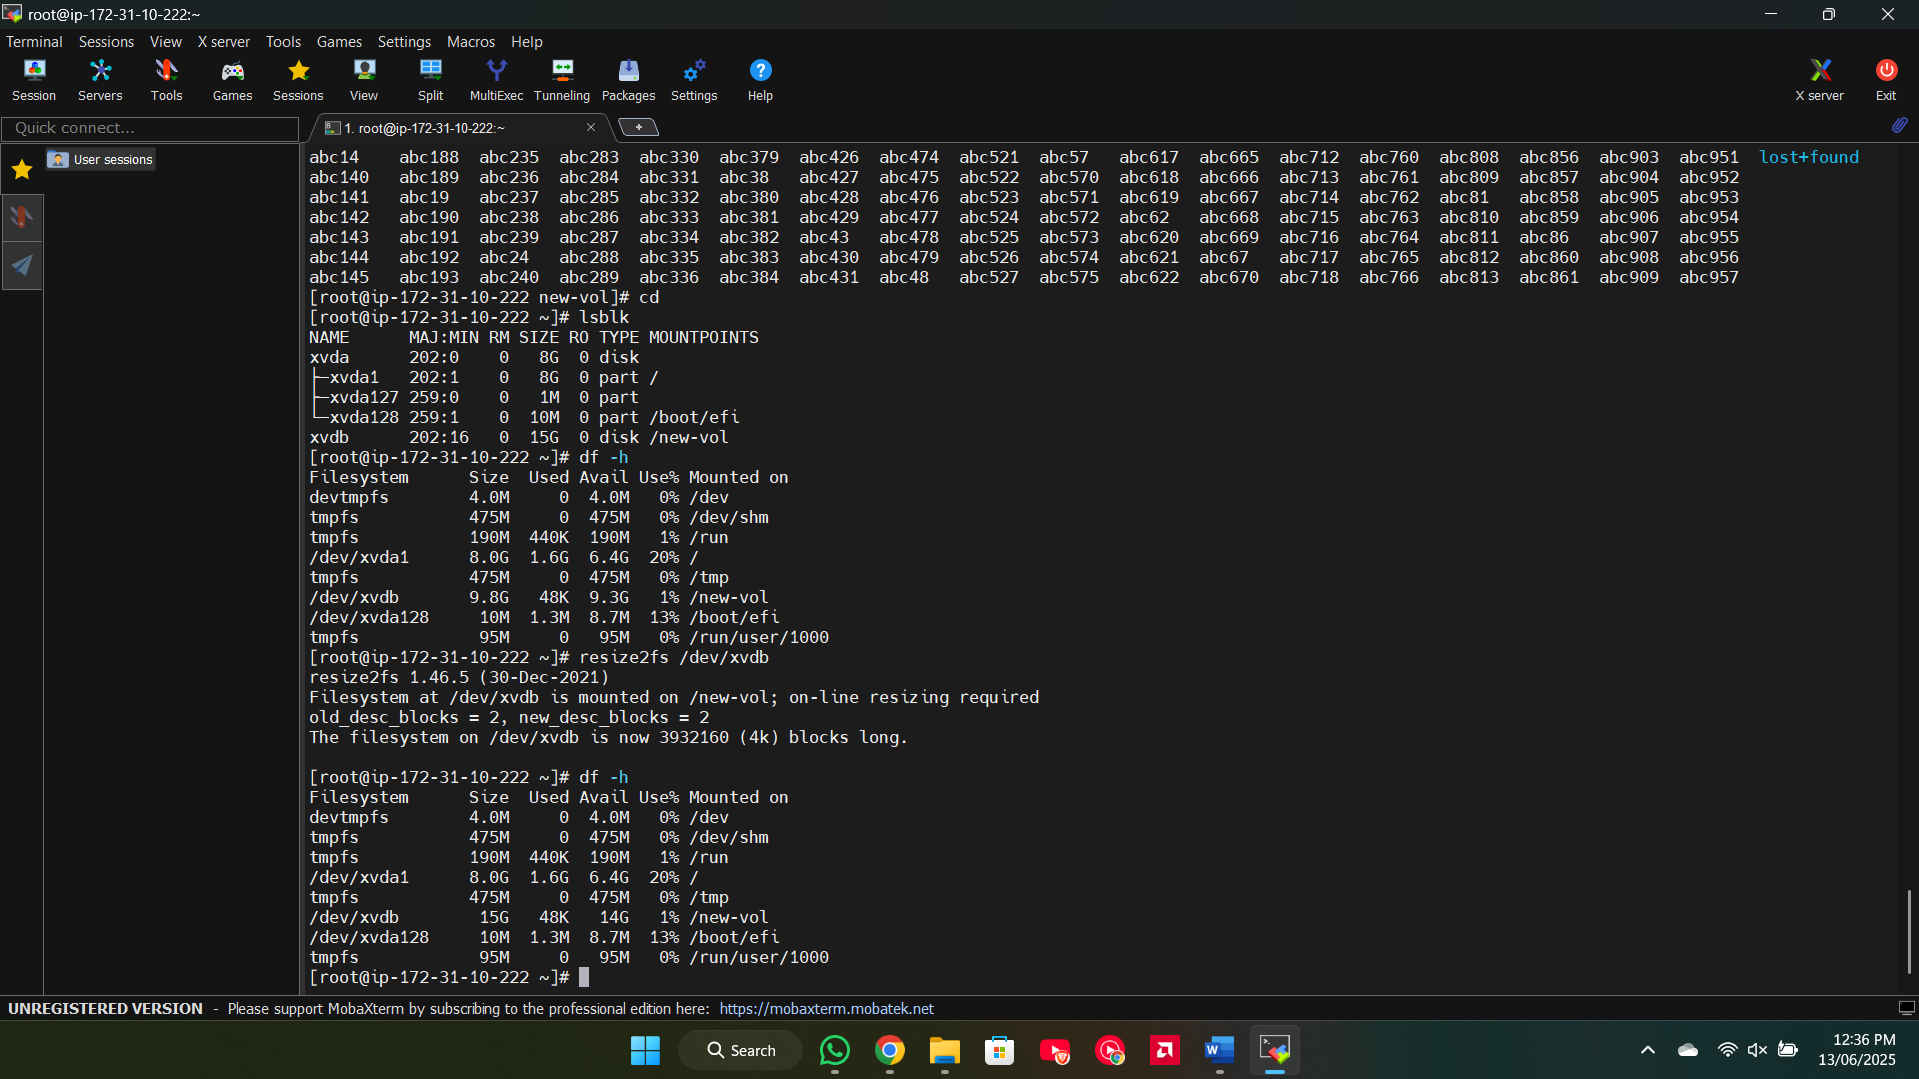 root@ip-172-31-10-222:~
Terminal Sessions View X server Tools Games Settings Macros Help
Session Servers Tools Games Sessions View Split MultiExec Tunneling Packages Settings Help X server Exit
Quick connect... 1. root@ip-172-31-10-222:~
User sessions
abc14 abc188 abc235 abc283 abc330 abc379 abc426 abc474 abc521 abc57 abc617 abc665 abc712 abc760 abc808 abc856 abc903 abc951 lost+found
abc140 abc189 abc236 abc284 abc331 abc38 abc427 abc475 abc522 abc570 abc618 abc666 abc713 abc761 abc809 abc857 abc904 abc952
abc141 abc19 abc237 abc285 abc332 abc380 abc428 abc476 abc523 abc571 abc619 abc667 abc714 abc762 abc81 abc858 abc905 abc953
abc142 abc190 abc238 abc286 abc333 abc381 abc429 abc477 abc524 abc572 abc62 abc668 abc715 abc763 abc810 abc859 abc906 abc954
abc143 abc191 abc239 abc287 abc334 abc382 abc43 abc478 abc525 abc573 abc620 abc669 abc716 abc764 abc811 abc86 abc907 abc955
abc144 abc192 abc24 abc288 abc335 abc383 abc430 abc479 abc526 abc574 abc621 abc67 abc717 abc765 abc812 abc860 abc908 abc956
abc145 abc193 abc240 abc289 abc336 abc384 abc431 abc48 abc527 abc575 abc622 abc670 abc718 abc766 abc813 abc861 abc909 abc957
[root@ip-172-31-10-222 new-vol]# cd
[root@ip-172-31-10-222 ~]# lsblk
NAME MAJ:MIN RM SIZE RO TYPE MOUNTPOINTS
xvda 202:0 0 8G 0 disk
├─xvda1 202:1 0 8G 0 part /
├─xvda127 259:0 0 1M 0 part
└─xvda128 259:1 0 10M 0 part /boot/efi
xvdb 202:16 0 15G 0 disk /new-vol
[root@ip-172-31-10-222 ~]# df -h
Filesystem Size Used Avail Use% Mounted on
devtmpfs 4.0M 0 4.0M 0% /dev
tmpfs 475M 0 475M 0% /dev/shm
tmpfs 190M 440K 190M 1% /run
/dev/xvda1 8.0G 1.6G 6.4G 20% /
tmpfs 475M 0 475M 0% /tmp
/dev/xvdb 9.8G 48K 9.3G 1% /new-vol
/dev/xvda128 10M 1.3M 8.7M 13% /boot/efi
tmpfs 95M 0 95M 0% /run/user/1000
[root@ip-172-31-10-222 ~]# resize2fs /dev/xvdb
resize2fs 1.46.5 (30-Dec-2021)
Filesystem at /dev/xvdb is mounted on /new-vol; on-line resizing required
old_desc_blocks = 2, new_desc_blocks = 2
The filesystem on /dev/xvdb is now 3932160 (4k) blocks long.
[root@ip-172-31-10-222 ~]# df -h
Filesystem Size Used Avail Use% Mounted on
devtmpfs 4.0M 0 4.0M 0% /dev
tmpfs 475M 0 475M 0% /dev/shm
tmpfs 190M 440K 190M 1% /run
/dev/xvda1 8.0G 1.6G 6.4G 20% /
tmpfs 475M 0 475M 0% /tmp
/dev/xvdb 15G 48K 14G 1% /new-vol
/dev/xvda128 10M 1.3M 8.7M 13% /boot/efi
tmpfs 95M 0 95M 0% /run/user/1000
[root@ip-172-31-10-222 ~]#
UNREGISTERED VERSION - Please support MobaXterm by subscribing to the professional edition here: https://mobaxterm.mobatek.net
Search
12:36 PM
13/06/2025